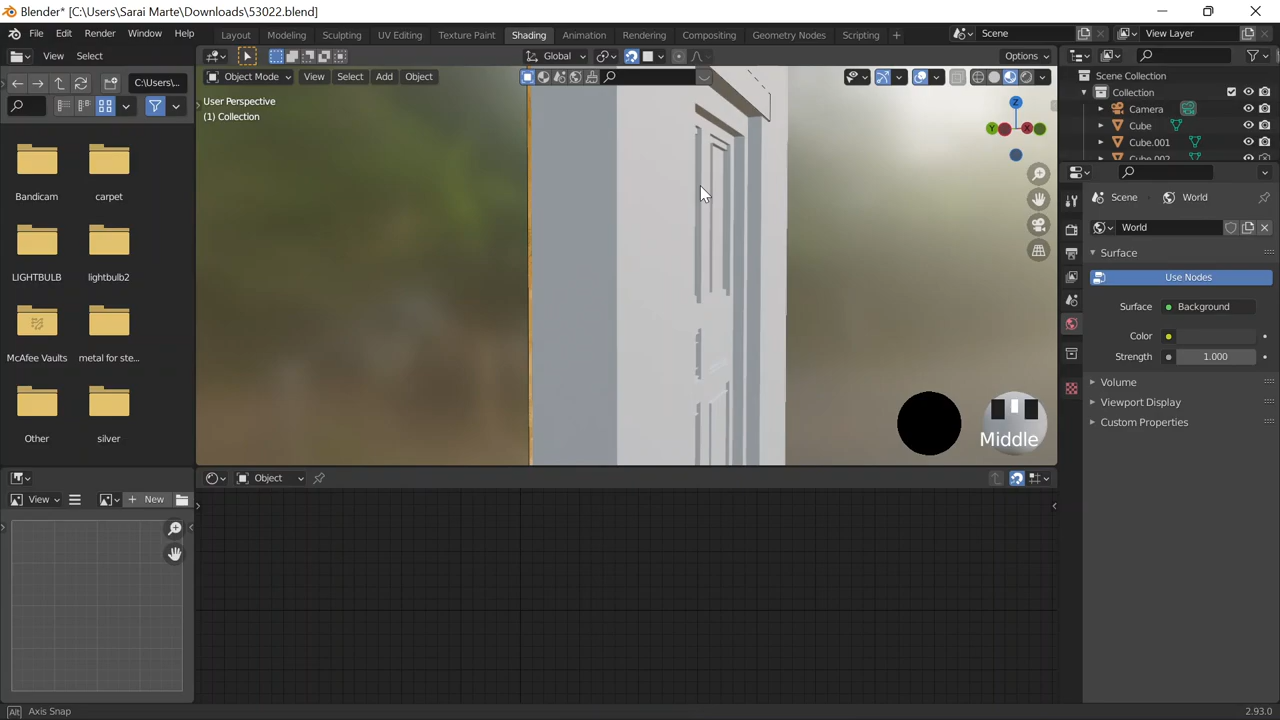 Blender* [C:\Users\Sarai Marte\Downloads\53022.blend]
File Edit Render Window Help Layout Modeling Sculpting UV Editing Texture Paint Shading Animation Rendering Compositing Geometry Nodes Scripting Scene View Layer
View Select Global Options
C:\Users\... Object Mode View Select Add Object
Scene Collection
Collection
Camera
Cube
Cube.001
Cube.002
User Perspective
(1) Collection
Z
Y
X
Bandicam carpet
LIGHTBULB lightbulb2
McAfee Vaults metal for ste...
Other silver
Scene World
World
Surface
Use Nodes
Surface Background
Color
Strength 1.000
Volume
Viewport Display
Custom Properties
Middle
Object
View New
Alt Axis Snap
2.93.0